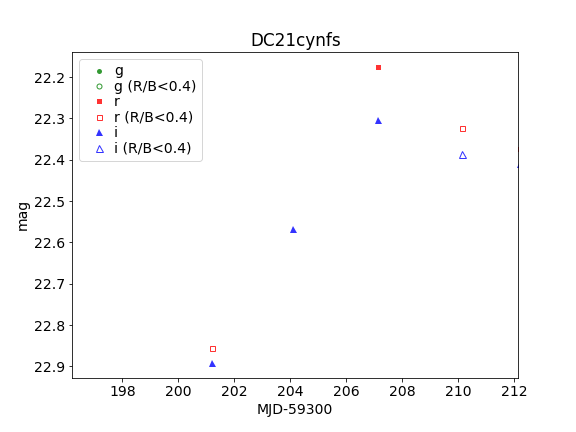 DC21cynfs
g
g (R/B<0.4)
r
r (R/B<0.4)
i
i (R/B<0.4)
22.2
22.3
22.4
22.5
22.6
22.7
22.8
22.9
mag
198 200 202 204 206 208 210 212
MJD-59300